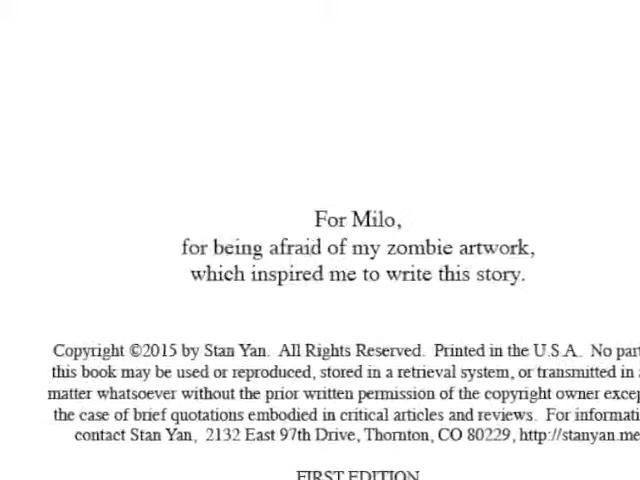 For Milo,
for being afraid of my zombie artwork,
which inspired me to write this story.
Copyright ©2015 by Stan Yan. All Rights Reserved. Printed in the U.S.A. No part
this book may be used or reproduced, stored in a retrieval system, or transmitted in
matter whatsoever without the prior written permission of the copyright owner excep
the case of brief quotations embodied in critical articles and reviews. For informati
contact Stan Yan, 2132 East 97th Drive, Thornton, CO 80229, http://stanyan.me
FIRST EDITION